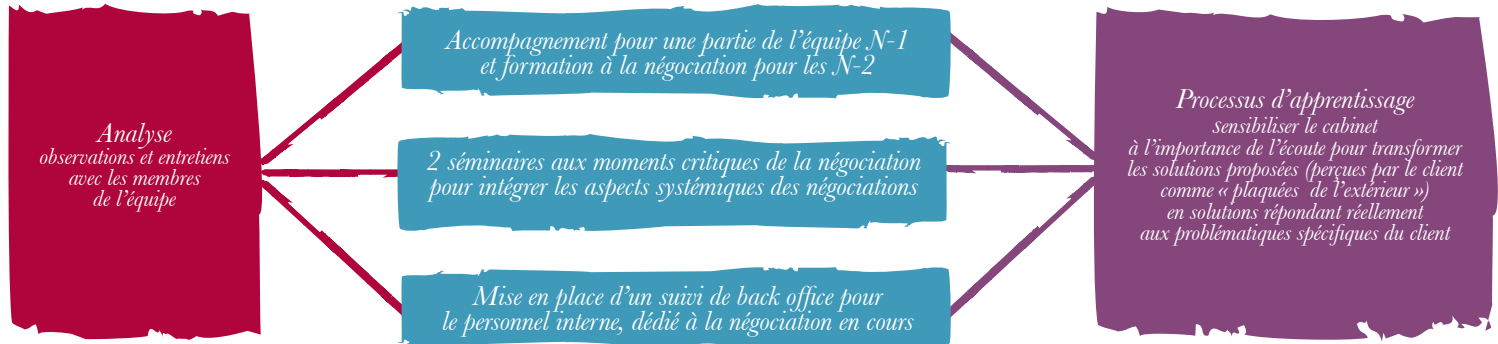 Analyse
observations et entretiens
avec les membres
de l’équipe
Accompagnement pour une partie de l’équipe N-1
et formation à la négociation pour les N-2
2 séminaires aux moments critiques de la négociation
pour intégrer les aspects systémiques des négociations
Mise en place d’un suivi de back office pour
le personnel interne, dédié à la négociation en cours
Processus d’apprentissage
sensibiliser le cabinet
à l’importance de l’écoute pour transformer
les solutions proposées (perçues par le client
comme « plaquées de l’extérieur »)
en solutions répondant réellement
aux problématiques spécifiques du client